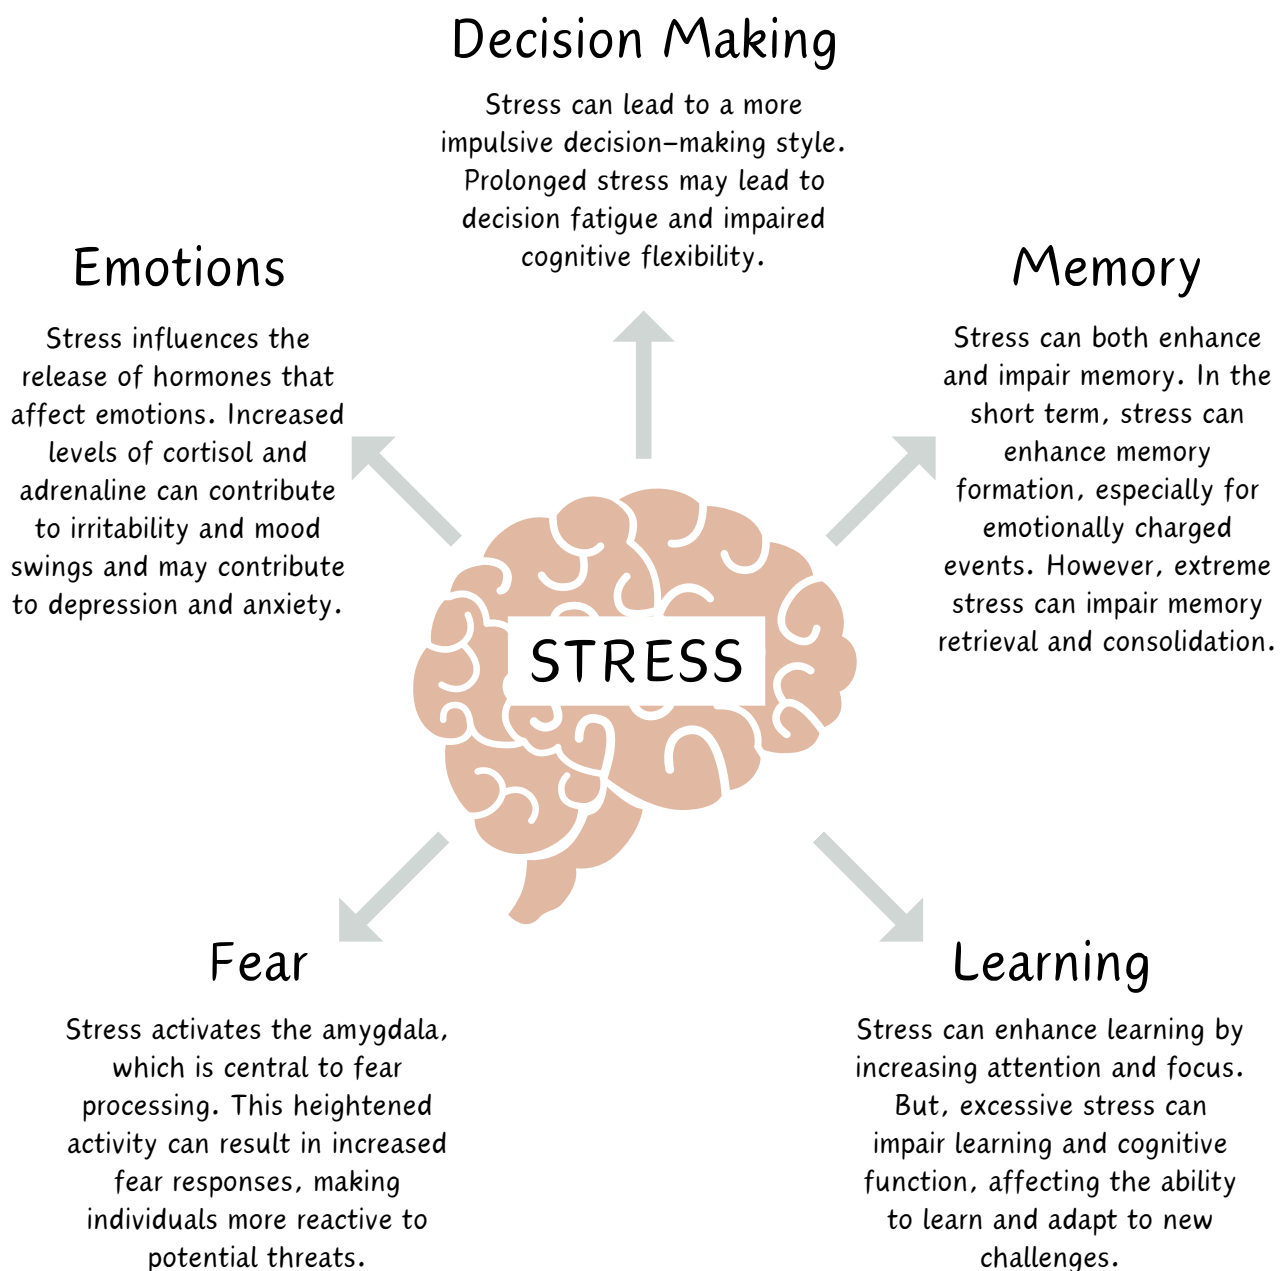 Decision Making
Stress can lead to a more
impulsive decision-making style.
Prolonged stress may lead to
decision fatigue and impaired
cognitive flexibility.
Emotions
Stress influences the
release of hormones that
affect emotions. Increased
levels of cortisol and
adrenaline can contribute
to irritability and mood
swings and may contribute
to depression and anxiety.
Memory
Stress can both enhance
and impair memory. In the
short term, stress can
enhance memory
formation, especially for
emotionally charged
events. However, extreme
stress can impair memory
retrieval and consolidation.
STRESS
Fear
Stress activates the amygdala,
which is central to fear
processing. This heightened
activity can result in increased
fear responses, making
individuals more reactive to
potential threats.
Learning
Stress can enhance learning by
increasing attention and focus.
But, excessive stress can
impair learning and cognitive
function, affecting the ability
to learn and adapt to new
challenges.